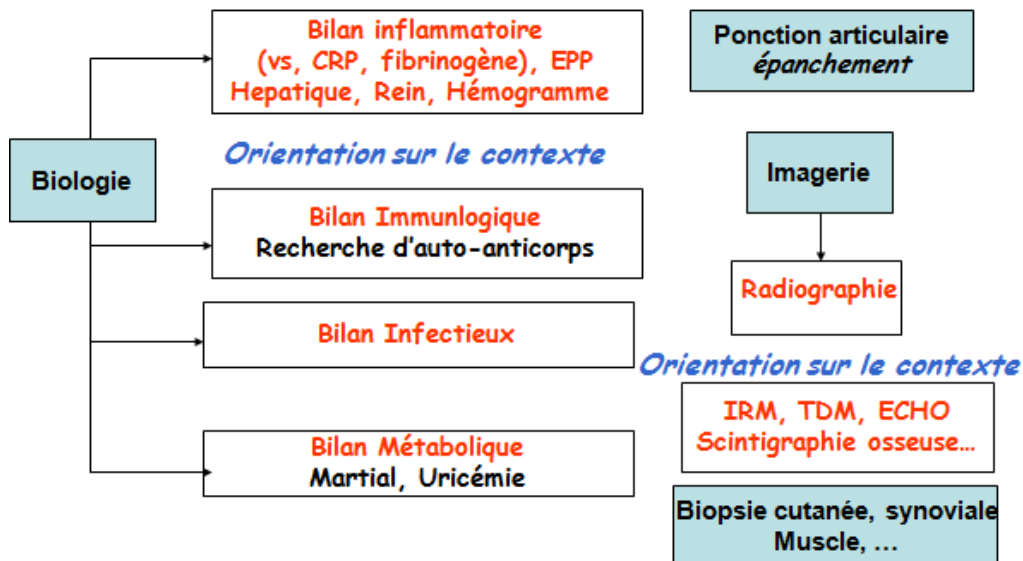 Bilan inflammatoire
(vs, CRP, fibrinogène), EPP
Hepatique, Rein, Hémogramme
Ponction articulaire
épanchement
Orientation sur le contexte
Biologie
Imagerie
Bilan Immunlogique
Recherche d'auto-anticorps
Radiographie
Bilan Infectieux
Orientation sur le contexte
IRM, TDM, ECHO
Scintigraphie osseuse...
Bilan Métabolique
Martial, Uricémie
Biopsie cutanée, synoviale
Muscle, ...